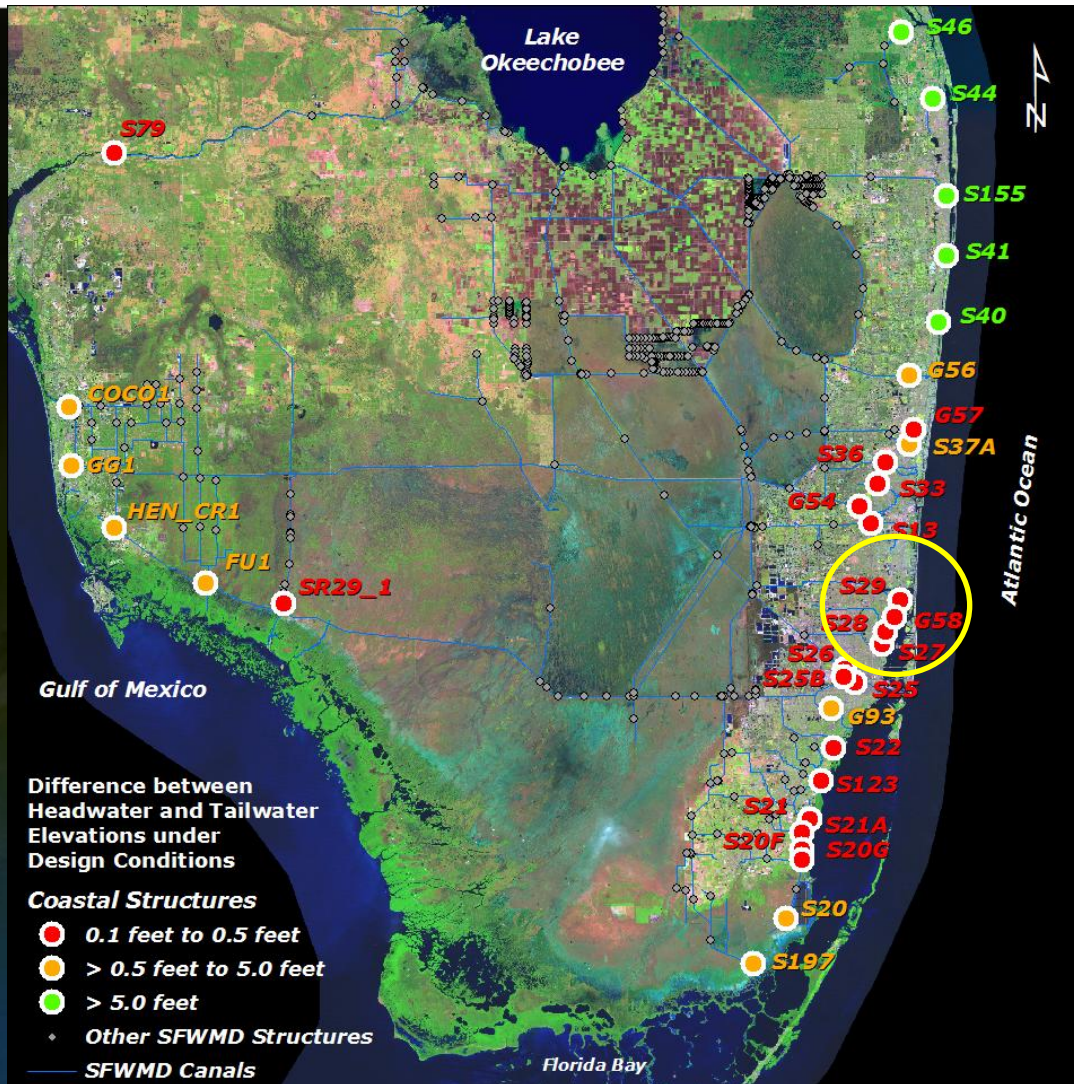 Lake
Okeechobee
S46
N
S44
S79
S155
S41
S40
G56
COCO1
G57
S37A
S36
GG1
S33
G54
HEN_CR1
S13
Atlantic Ocean
FU1
S29
SR29_1
G58
S28
S27
S26
S25B
S25
Gulf of Mexico
G93
S22
S123
Difference between
Headwater and Tailwater
Elevations under
Design Conditions
S21
S21A
S20F
S20G
Coastal Structures
S20
0.1 feet to 0.5 feet
> 0.5 feet to 5.0 feet
S197
> 5.0 feet
Other SFWMD Structures
SFWMD Canals
Florida Bay